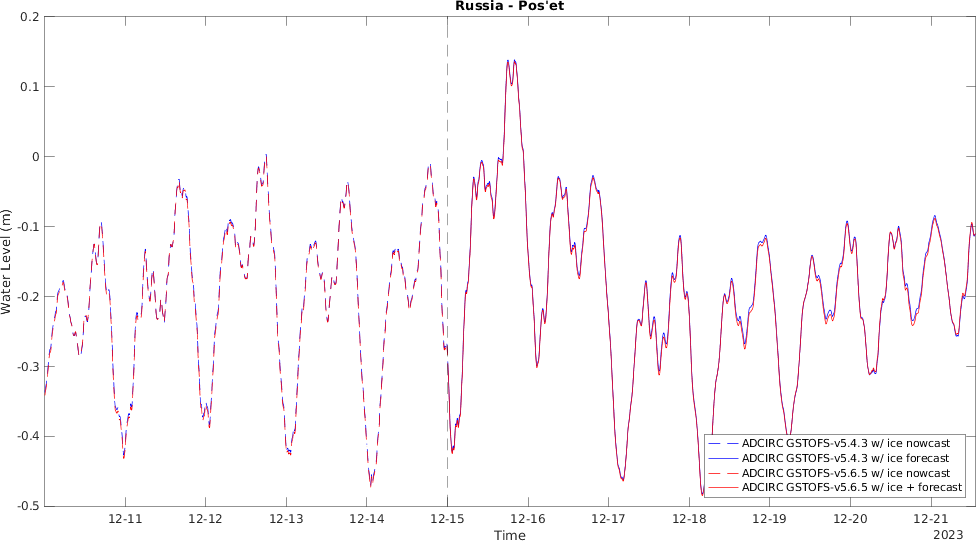 Russia - Pos'et
0.2
0.1
0
-0.1
-0.2
-0.3
-0.4
-0.5
Water Level (m)
12-11 12-12 12-13 12-14 12-15 12-16 12-17 12-18 12-19 12-20 12-21
Time
2023
ADCIRC GSTOFS-v5.4.3 w/ ice nowcast
ADCIRC GSTOFS-v5.4.3 w/ ice forecast
ADCIRC GSTOFS-v5.6.5 w/ ice nowcast
ADCIRC GSTOFS-v5.6.5 w/ ice + forecast